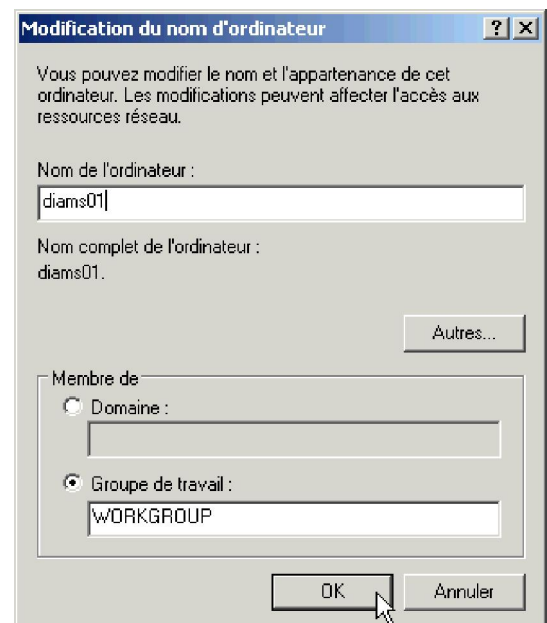 Modification du nom d'ordinateur
Vous pouvez modifier le nom et l'appartenance de cet
ordinateur. Les modifications peuvent affecter l'accès aux
ressources réseau.
Nom de l'ordinateur :
diams01
Nom complet de l'ordinateur :
diams01.
Autres...
Membre de
Domaine :
Groupe de travail :
WORKGROUP
OK
Annuler